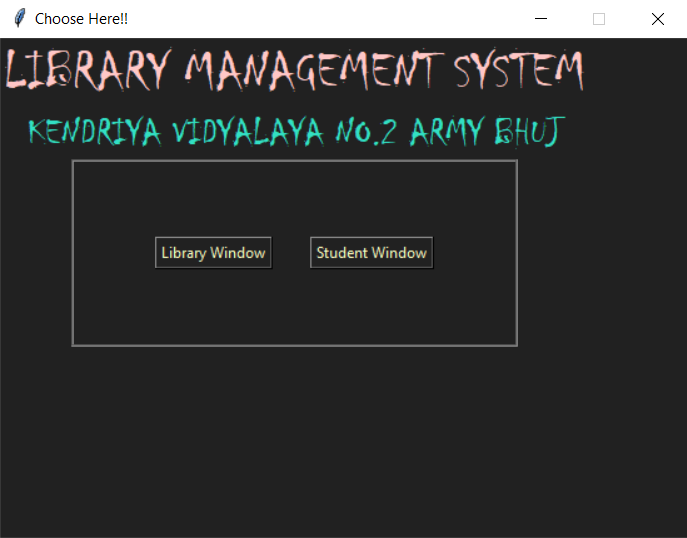 Choose Here!!
LIBRARY MANAGEMENT SYSTEM
KENDRIYA VIDYALAYA NO.2 ARMY BHUJ
Library Window Student Window